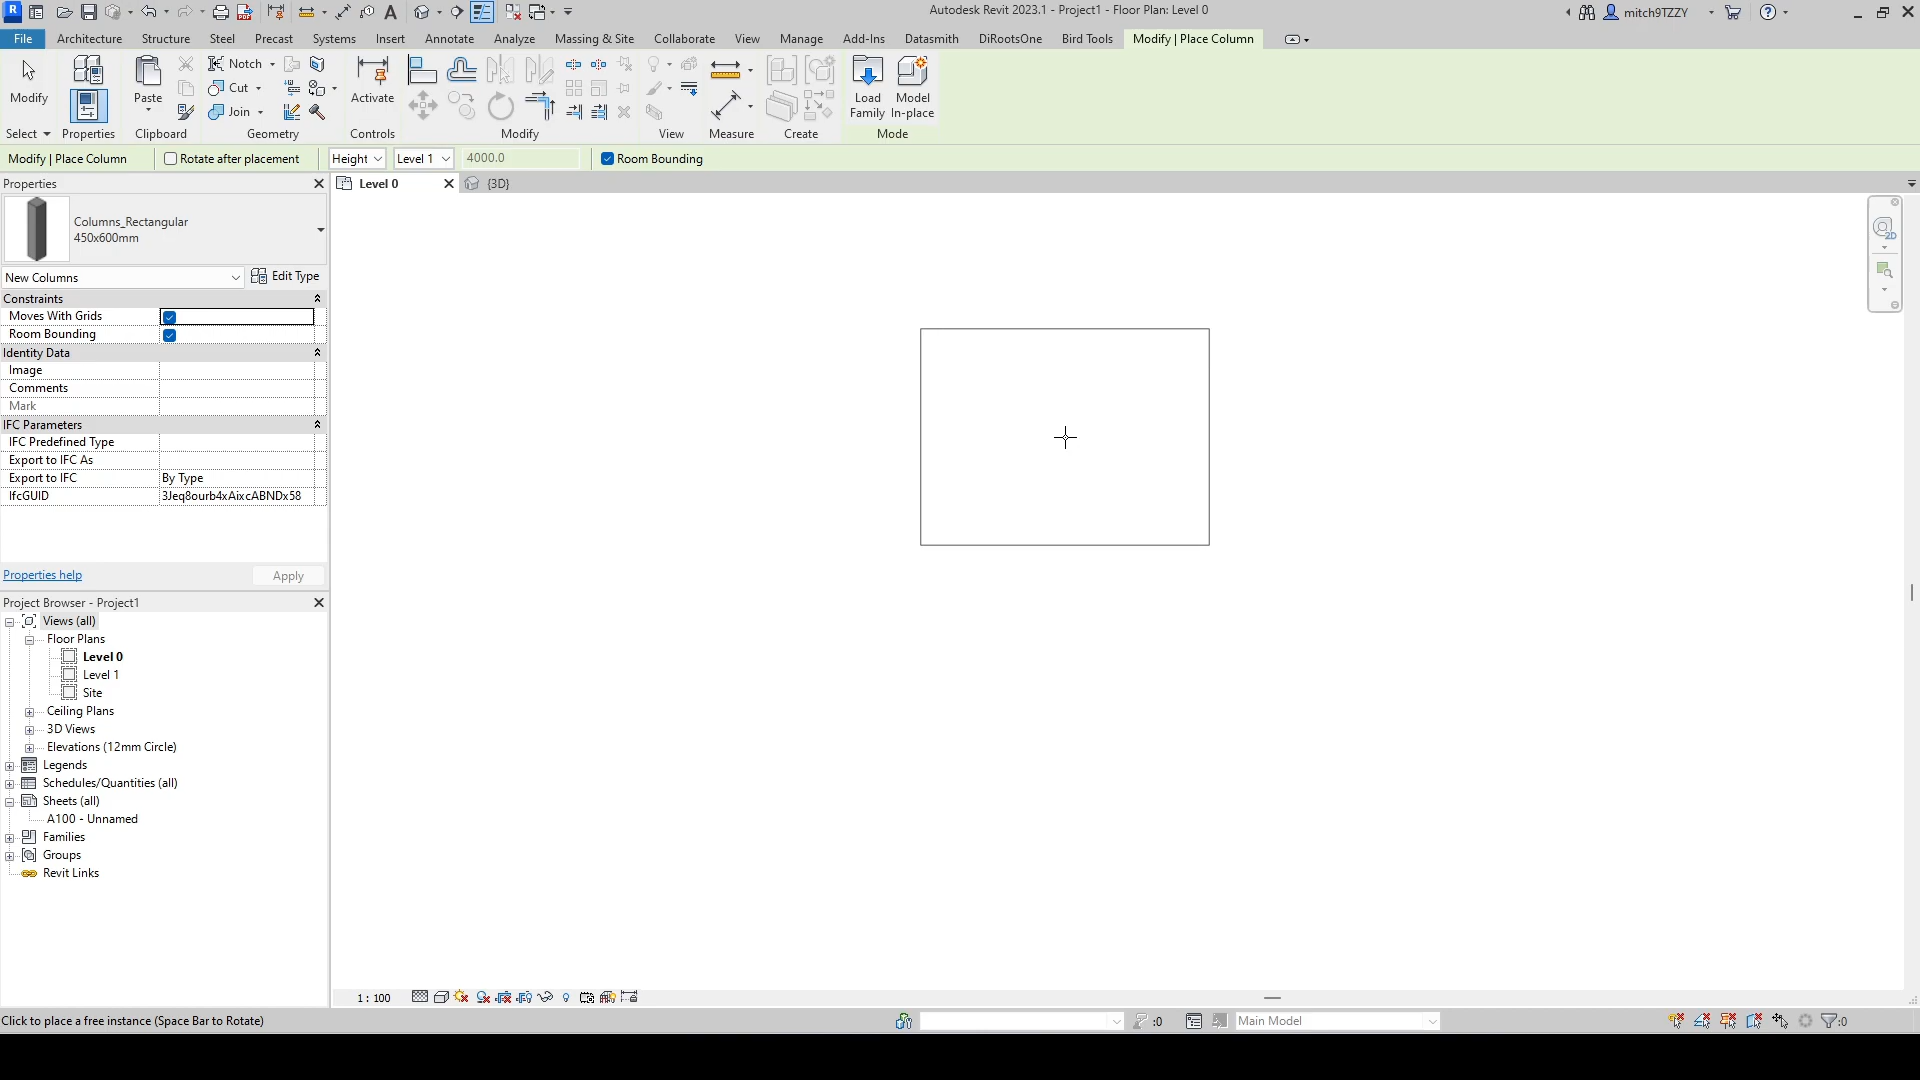 Autodesk Revit 2023.1 - Project1 - Floor Plan: Level 0
mitch9TZZY
File Architecture Structure Steel Precast Systems Insert Annotate Analyze Massing & Site Collaborate View Manage Add-Ins Datasmith DiRootsOne Bird Tools Modify | Place Column
Modify
Paste
Notch
Cut
Join
Activate
Load Family
Model In-place
Select Properties Clipboard Geometry Controls Modify View Measure Create Mode
Modify | Place Column Rotate after placement Height Level 1 4000.0 Room Bounding
Properties
Level 0
{3D}
Columns_Rectangular
450x600mm
New Columns Edit Type
Constraints
Moves With Grids
Room Bounding
Identity Data
Image
Comments
Mark
IFC Parameters
IFC Predefined Type
Export to IFC As
Export to IFC By Type
IfcGUID 3Jeq8ourb4xAixcABNDx58
Properties help Apply
Project Browser - Project1
Views (all)
Floor Plans
Level 0
Level 1
Site
Ceiling Plans
3D Views
Elevations (12mm Circle)
Legends
Schedules/Quantities (all)
Sheets (all)
A100 - Unnamed
Families
Groups
Revit Links
2D
1 : 100
Click to place a free instance (Space Bar to Rotate)
:0
Main Model
:0